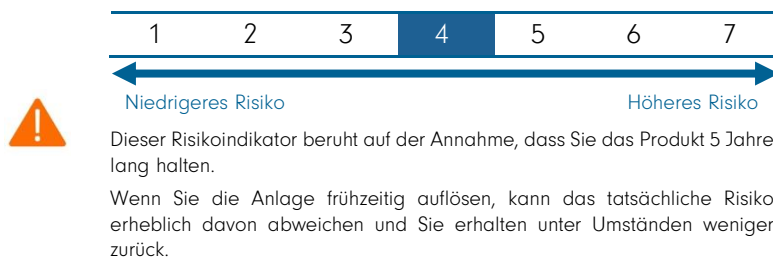 1 2 3 4 5 6 7
Niedrigeres Risiko Höheres Risiko
Dieser Risikoindikator beruht auf der Annahme, dass Sie das Produkt 5 Jahre
lang halten.
Wenn Sie die Anlage frühzeitig auflösen, kann das tatsächliche Risiko
erheblich davon abweichen und Sie erhalten unter Umständen weniger
zurück.